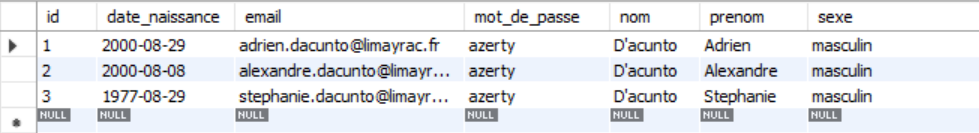 id date_naissance email mot_de_passe nom prenom sexe
1 2000-08-29 adrien.dacunto@limayrac.fr azerty D'acunto Adrien masculin
2 2000-08-08 alexandre.dacunto@limayr... azerty D'acunto Alexandre masculin
3 1977-08-29 stephanie.dacunto@limayr... azerty D'acunto Stephanie masculin
NULL NULL NULL NULL NULL NULL NULL